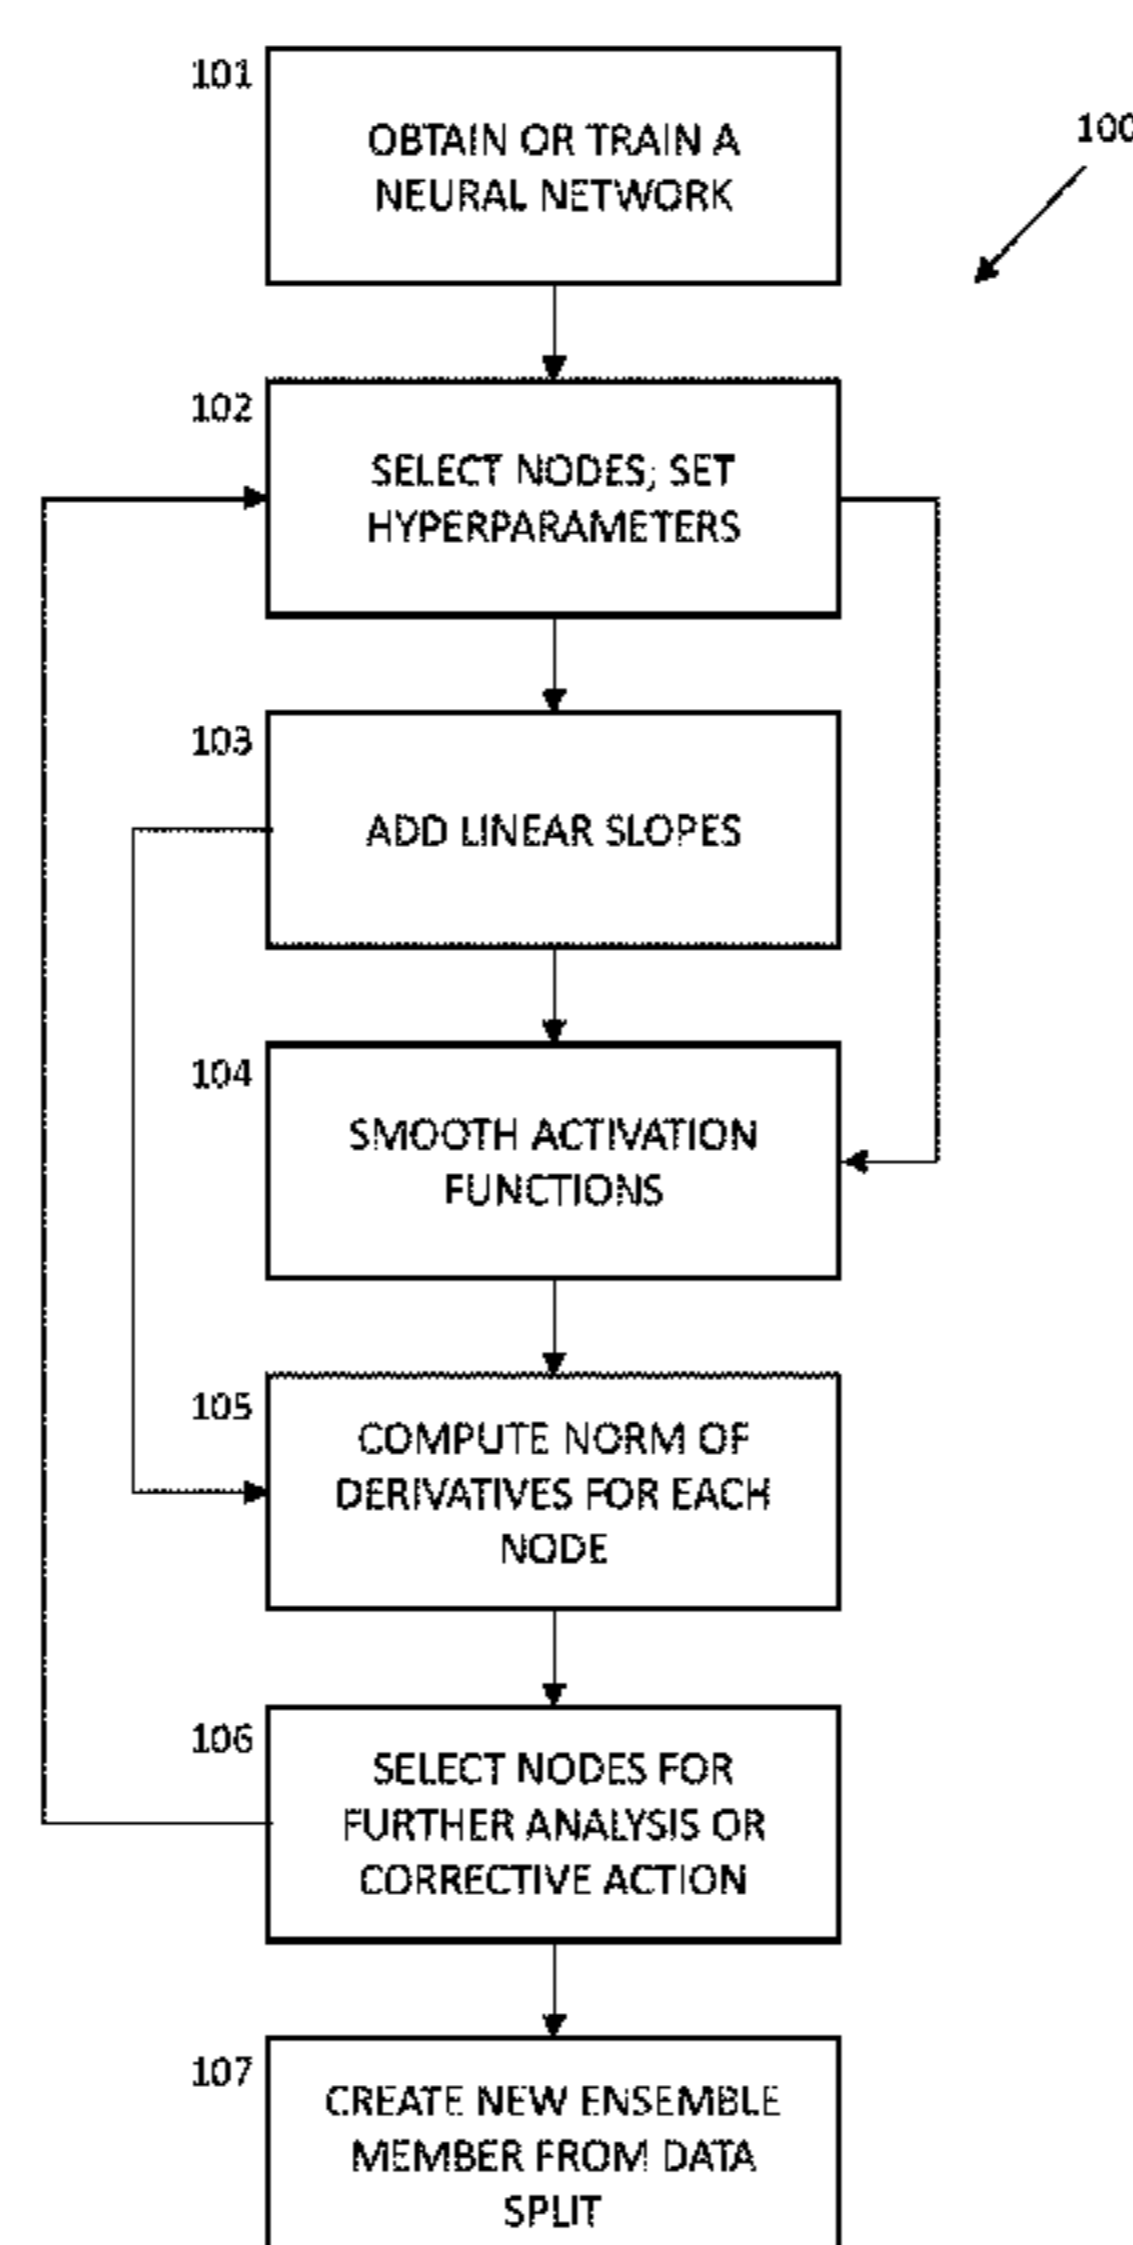 101
OBTAIN OR TRAIN A
NEURAL NETWORK
100
102
SELECT NODES; SET
HYPERPARAMETERS
103
ADD LINEAR SLOPES
104
SMOOTH ACTIVATION
FUNCTIONS
105
COMPUTE NORM OF
DERIVATIVES FOR EACH
NODE
106
SELECT NODES FOR
FURTHER ANALYSIS OR
CORRECTIVE ACTION
107
CREATE NEW ENSEMBLE
MEMBER FROM DATA
SPLIT